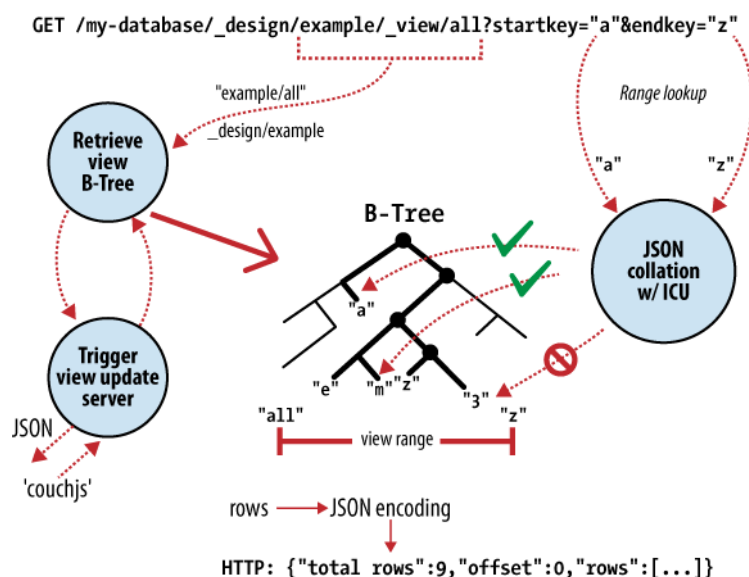 GET /my-database/_design/example/_view/all?startkey="a"&endkey="z"
"example/all"
_design/example
Range lookup
Retrieve
view
B-Tree
"a"
"z"
B-Tree
JSON
collation
w/ ICU
"a"
Trigger
view update
server
"e"
"m"
"z"
"3"
"all"
"z"
view range
JSON
'couchjs'
rows
JSON encoding
HTTP: {"total rows":9,"offset":0,"rows":[...]}